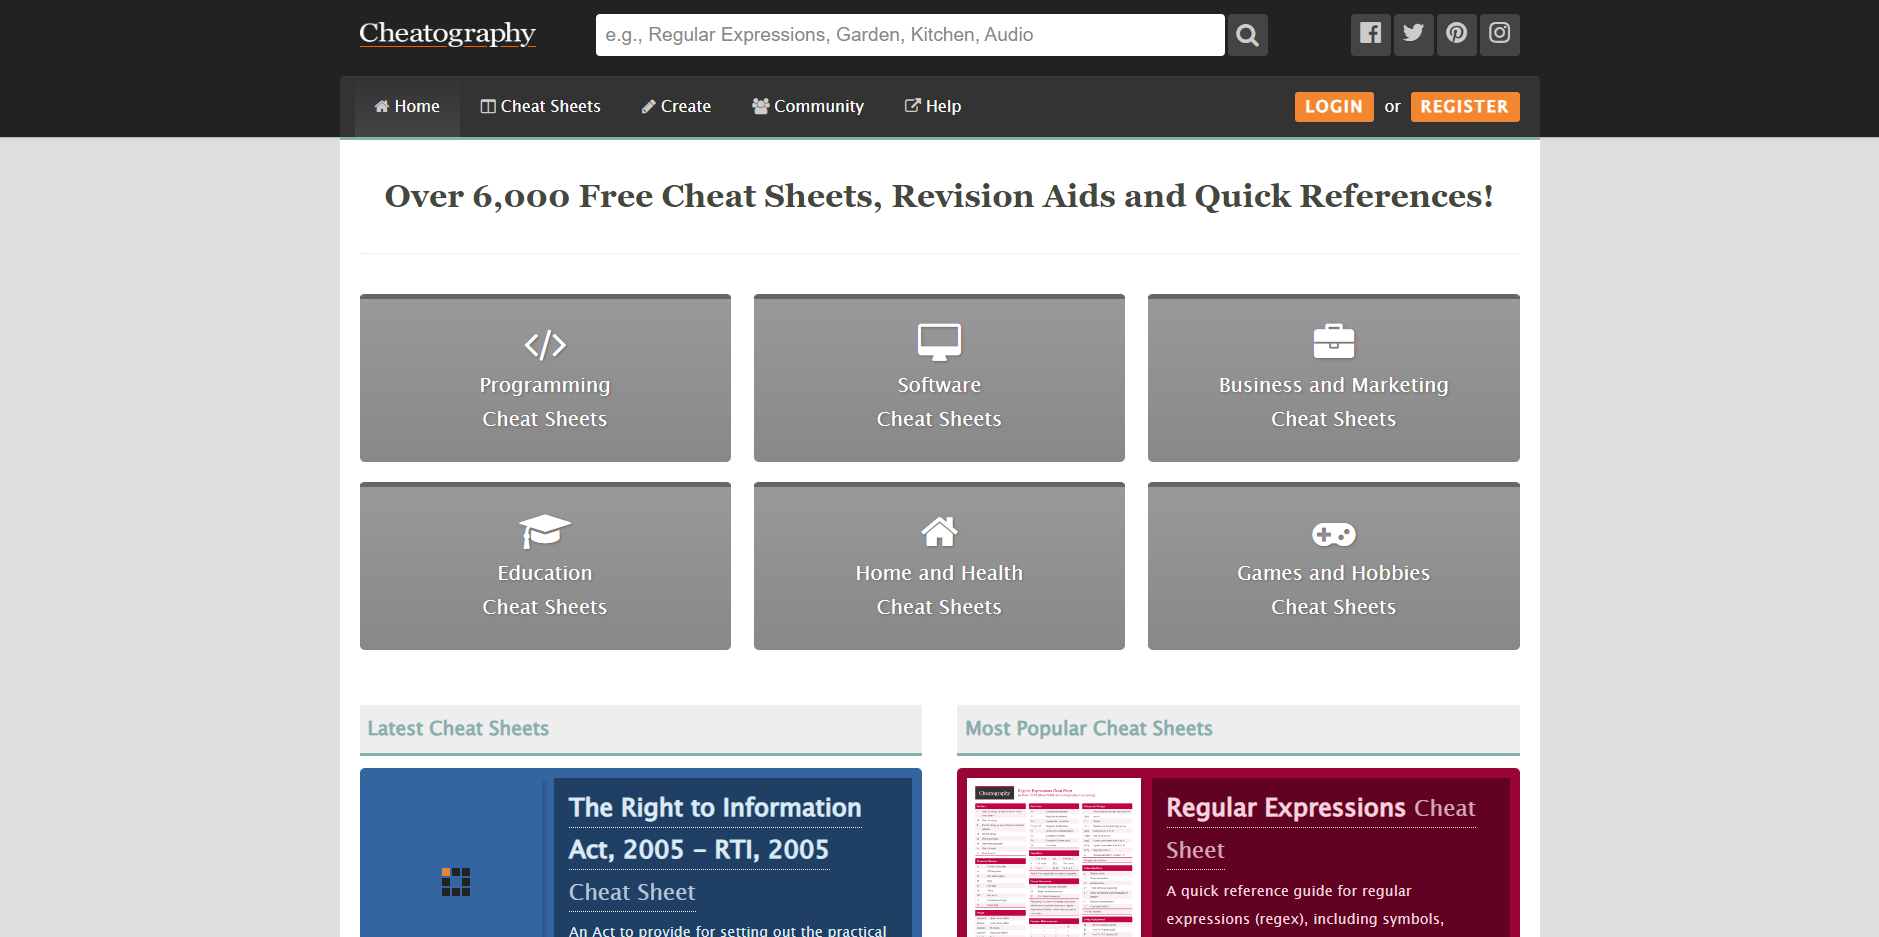 Cheatography
e.g., Regular Expressions, Garden, Kitchen, Audio
Home
Cheat Sheets
Create
Community
Help
LOGIN or REGISTER
Over 6,000 Free Cheat Sheets, Revision Aids and Quick References!
Programming
Cheat Sheets
Software
Cheat Sheets
Business and Marketing
Cheat Sheets
Education
Cheat Sheets
Home and Health
Cheat Sheets
Games and Hobbies
Cheat Sheets
Latest Cheat Sheets
The Right to Information
Act, 2005 – RTI, 2005
Cheat Sheet
An Act to provide for setting out the practical
Most Popular Cheat Sheets
Cheatography
Regular Expressions Cheat
Sheet
A quick reference guide for regular
expressions (regex), including symbols,